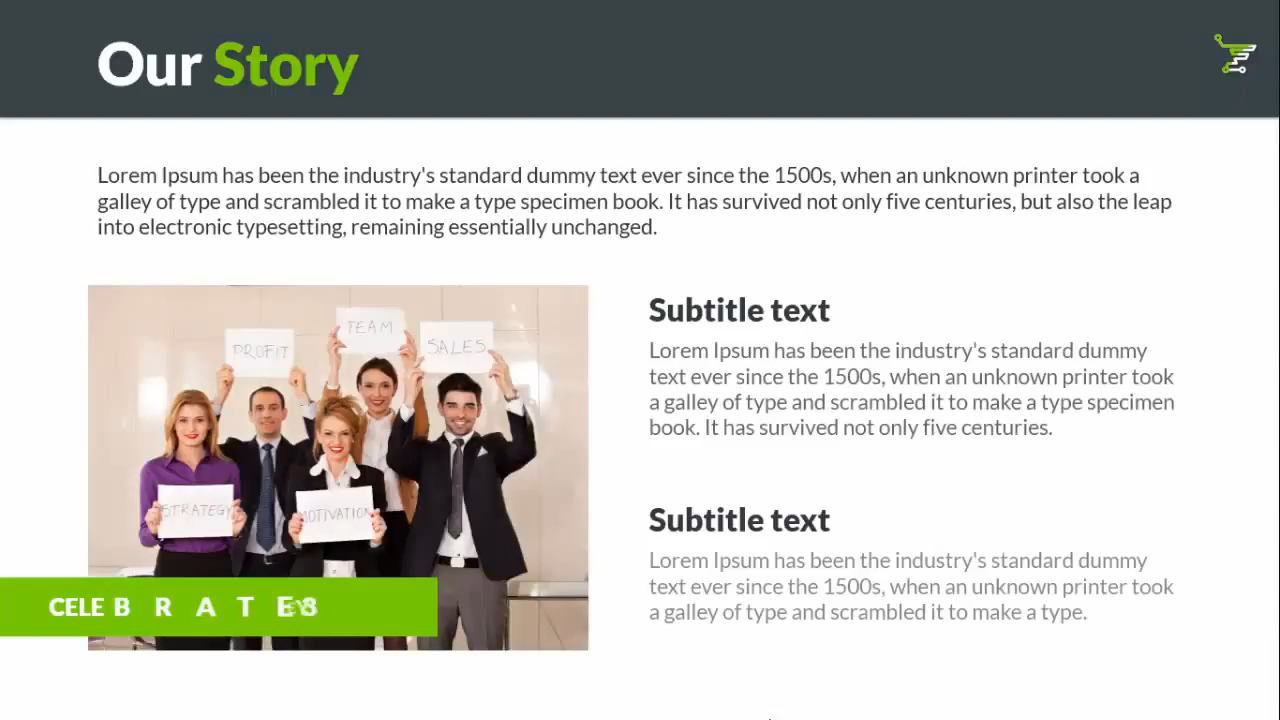 Our Story
Lorem Ipsum has been the industry's standard dummy text ever since the 1500s, when an unknown printer took a
galley of type and scrambled it to make a type specimen book. It has survived not only five centuries, but also the leap
into electronic typesetting, remaining essentially unchanged.
PROFIT
TEAM
SALES
STRATEGY
MOTIVATION
CELEBRATE
Subtitle text
Lorem Ipsum has been the industry's standard dummy
text ever since the 1500s, when an unknown printer took
a galley of type and scrambled it to make a type specimen
book. It has survived not only five centuries.
Subtitle text
Lorem Ipsum has been the industry's standard dummy
text ever since the 1500s, when an unknown printer took
a galley of type and scrambled it to make a type.